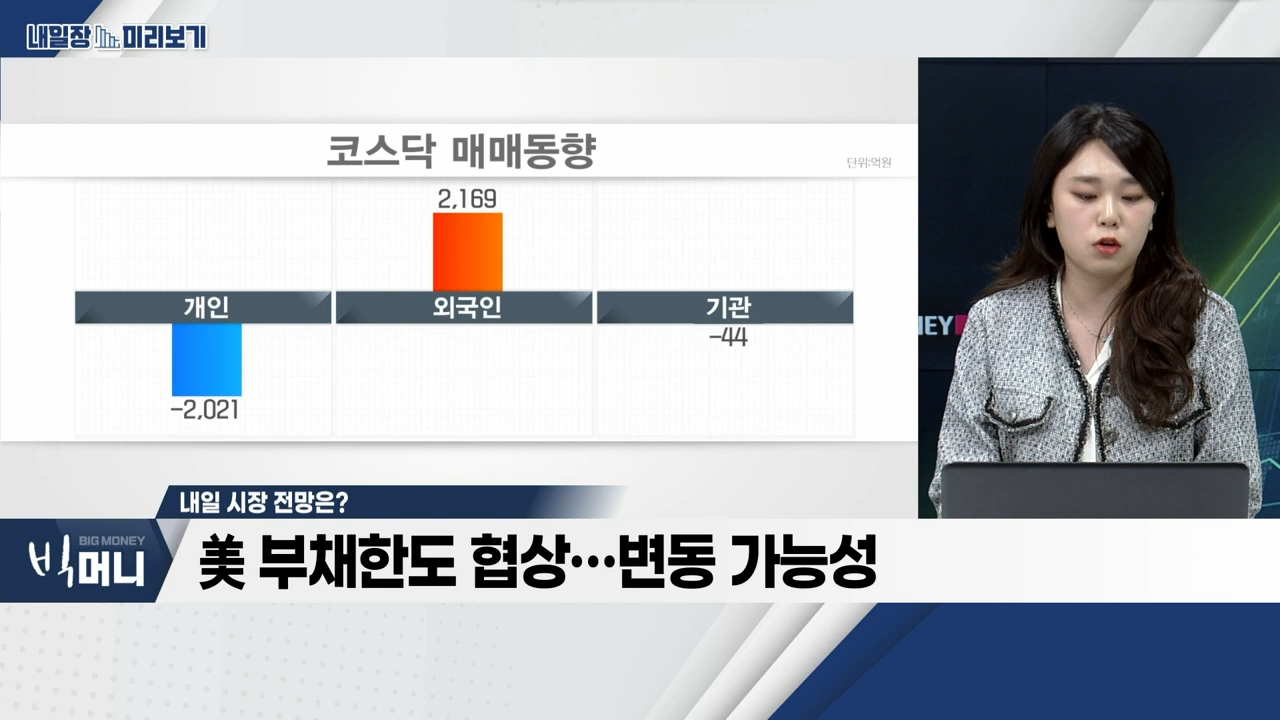 내일장 미리보기
코스닥 매매동향
단위:억원
2,169
개인
외국인
기관
-44
-2,021
NEY
내일 시장 전망은?
BIG MONEY
빅머니
美 부채한도 협상…변동 가능성